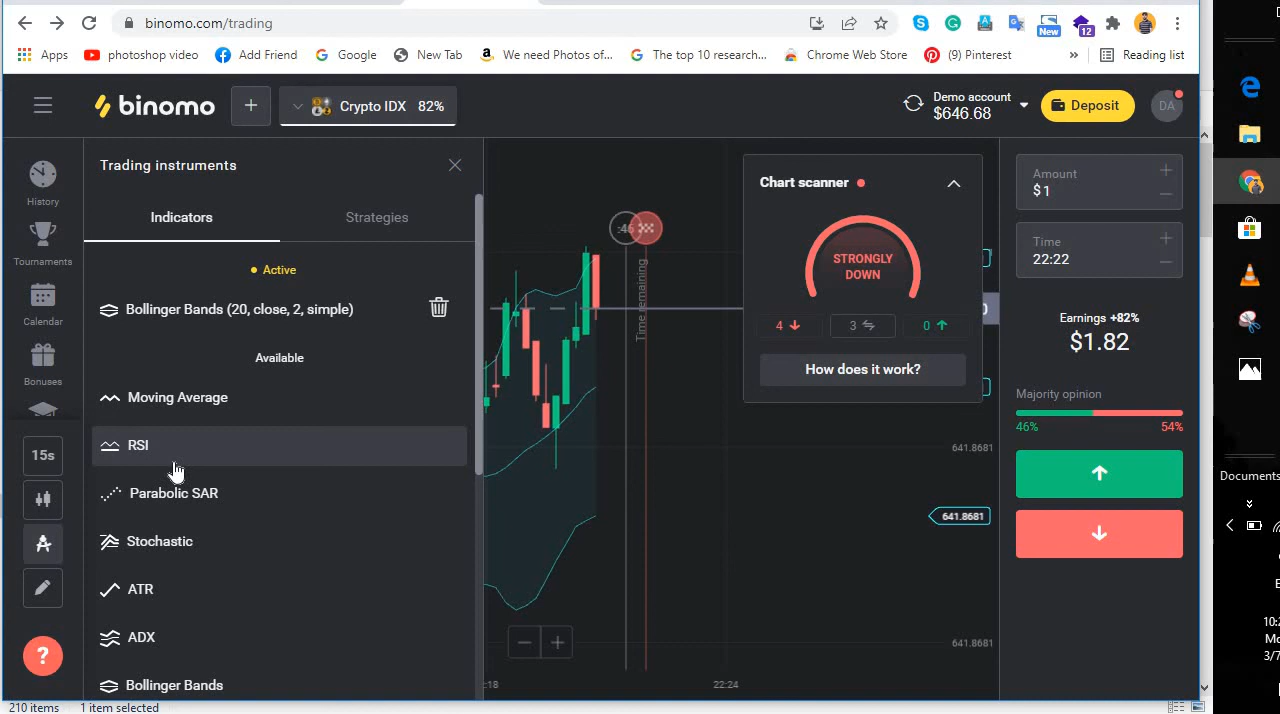 binomo.com/trading
New
12
Apps
photoshop video
Add Friend
Google
New Tab
We need Photos of...
The top 10 research...
Chrome Web Store
(9) Pinterest
»
Reading list
binomo
+
Crypto IDX 82%
Demo account
$646.68
Deposit
DA
History
Tournaments
Calendar
Bonuses
15s
?
Trading instruments
Indicators
Strategies
Active
Bollinger Bands (20, close, 2, simple)
Available
Moving Average
RSI
Parabolic SAR
Stochastic
ATR
ADX
Bollinger Bands
Time remaining
Chart scanner
STRONGLY
DOWN
4
3
0
How does it work?
641.8681
641.8681
641.8681
:18
22:24
Amount
$1
Time
22:22
Earnings +82%
$1.82
Majority opinion
46%
54%
Documents
210 items
1 item selected